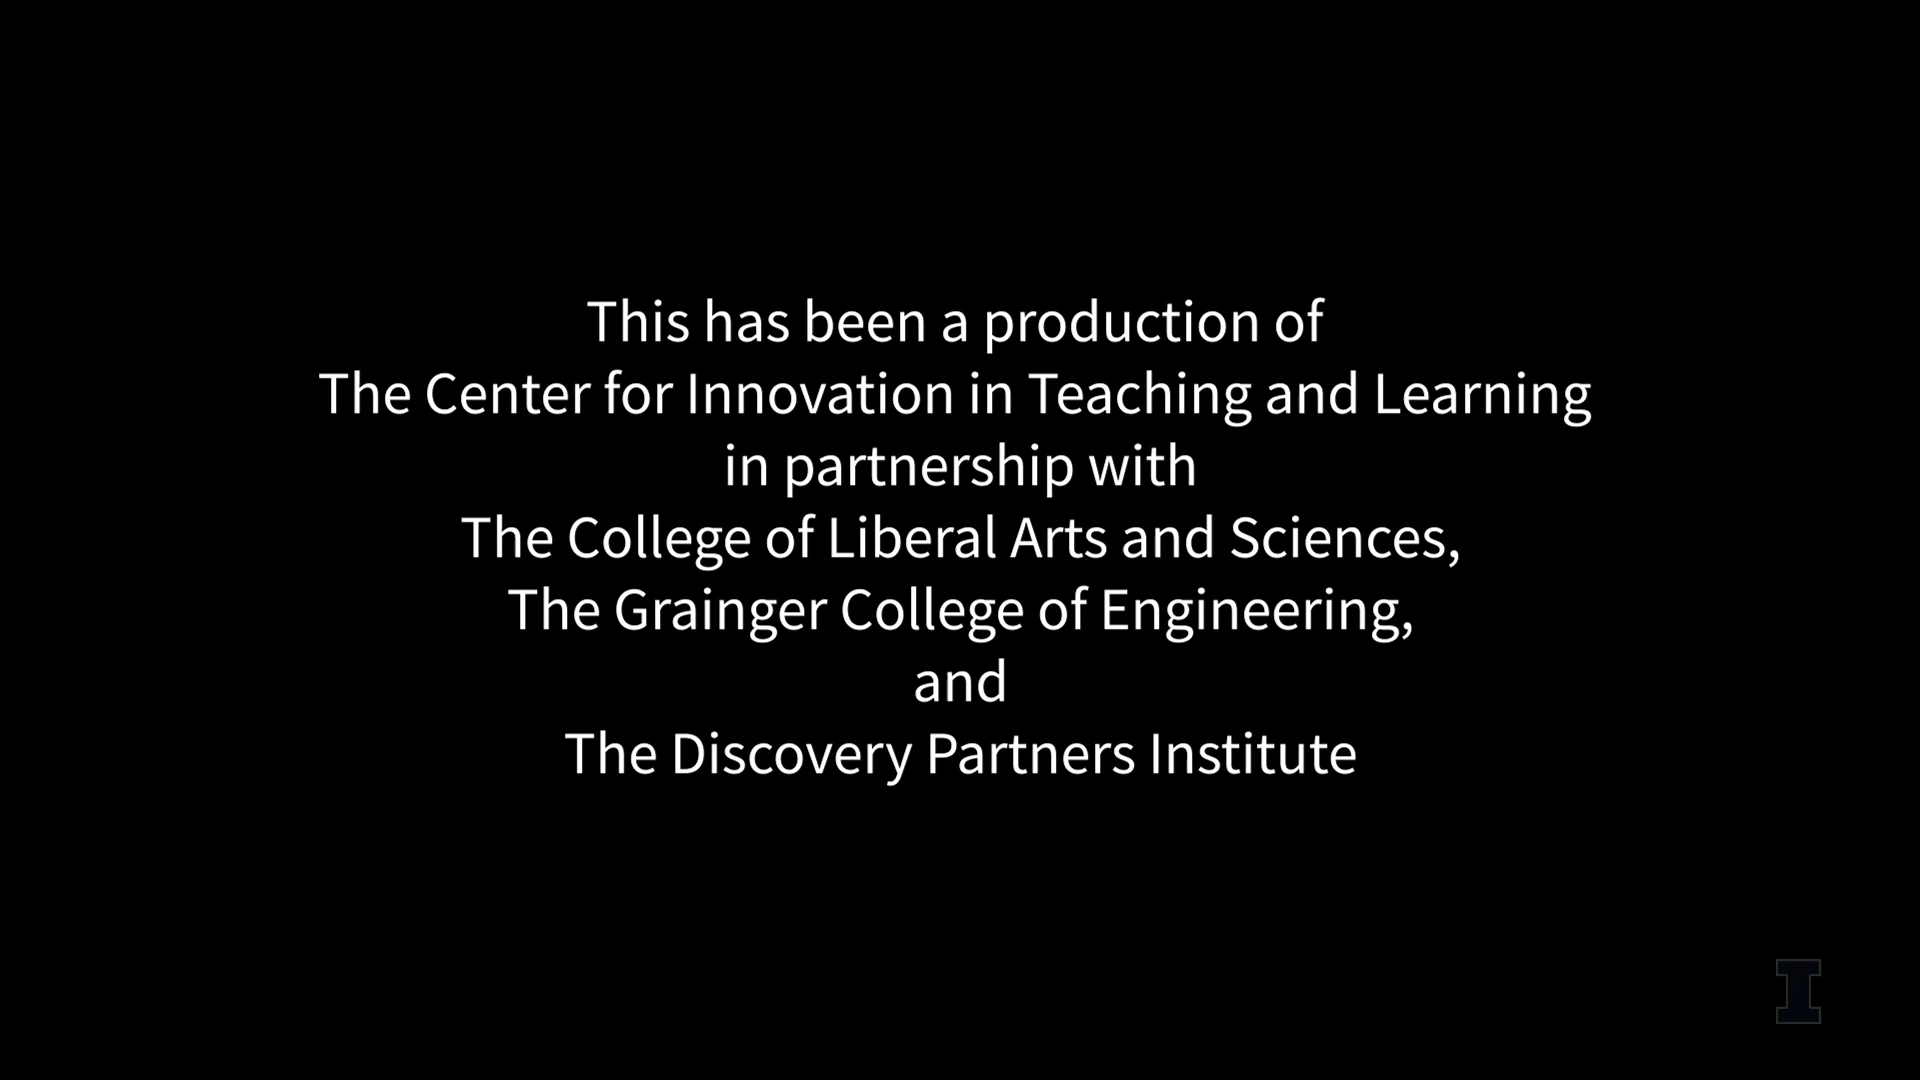 This has been a production of
The Center for Innovation in Teaching and Learning
in partnership with
The College of Liberal Arts and Sciences,
The Grainger College of Engineering,
and
The Discovery Partners Institute
I